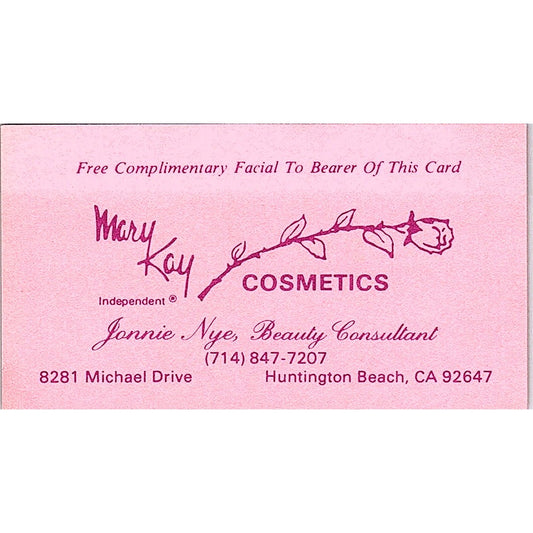 Free Complimentary Facial To Bearer Of This Card
Mary
Kay
COSMETICS
Independent ®
Jonnie Nye, Beauty Consultant
(714) 847-7207
8281 Michael Drive Huntington Beach, CA 92647